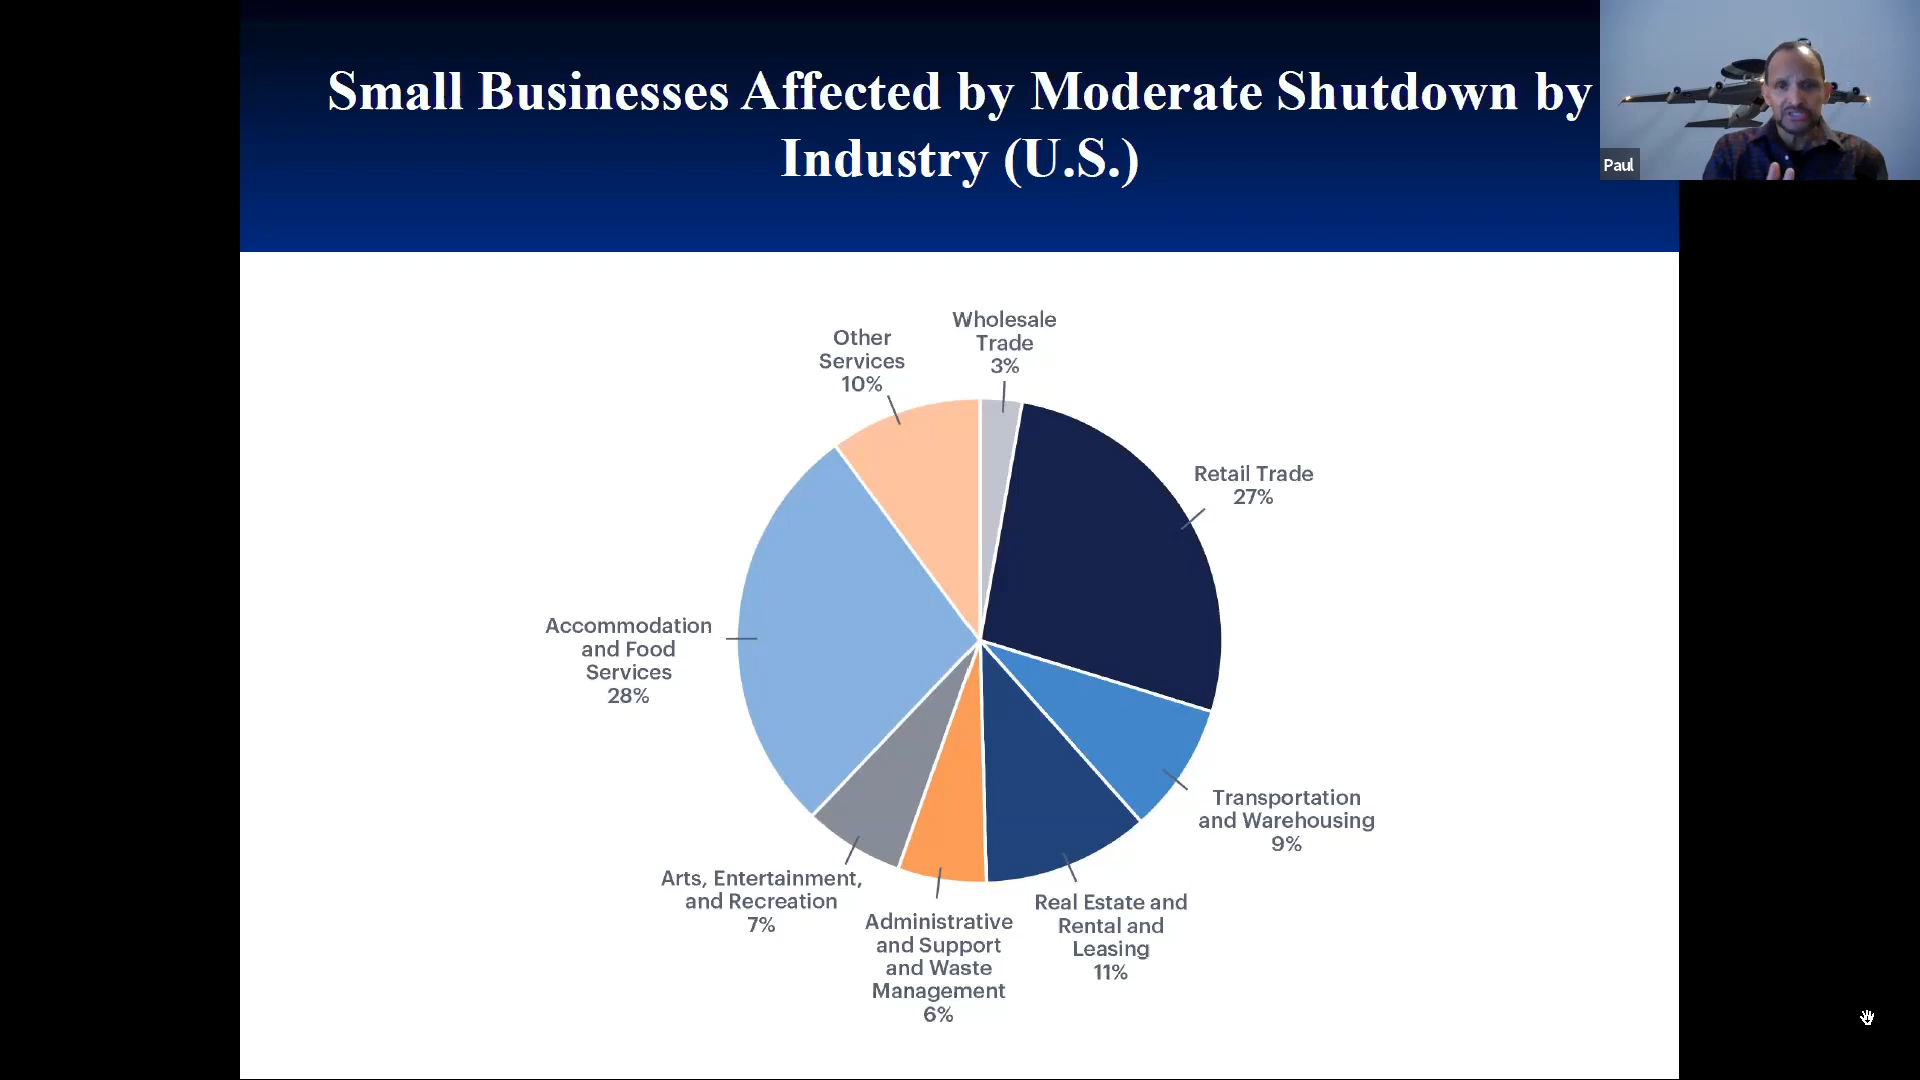 Small Businesses Affected by Moderate Shutdown by
Industry (U.S.)
Paul
Wholesale
Trade
3%
Other
Services
10%
Retail Trade
27%
Accommodation
and Food
Services
28%
Transportation
and Warehousing
9%
Arts, Entertainment,
and Recreation
7%
Administrative
and Support
and Waste
Management
6%
Real Estate and
Rental and
Leasing
11%